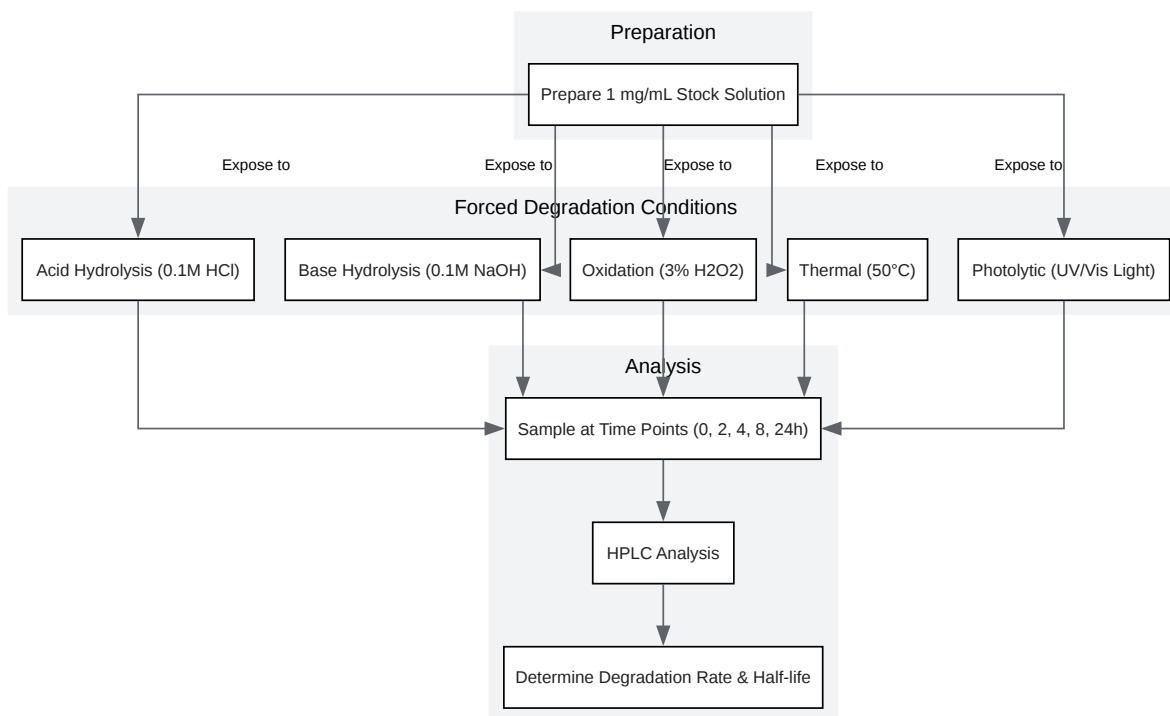 Preparation
Prepare 1 mg/mL Stock Solution
Expose to
Expose to
Expose to
Expose to
Expose to
Forced Degradation Conditions
Acid Hydrolysis (0.1M HCl)
Base Hydrolysis (0.1M NaOH)
Oxidation (3% H2O2)
Thermal (50°C)
Photolytic (UV/Vis Light)
Analysis
Sample at Time Points (0, 2, 4, 8, 24h)
HPLC Analysis
Determine Degradation Rate & Half-life